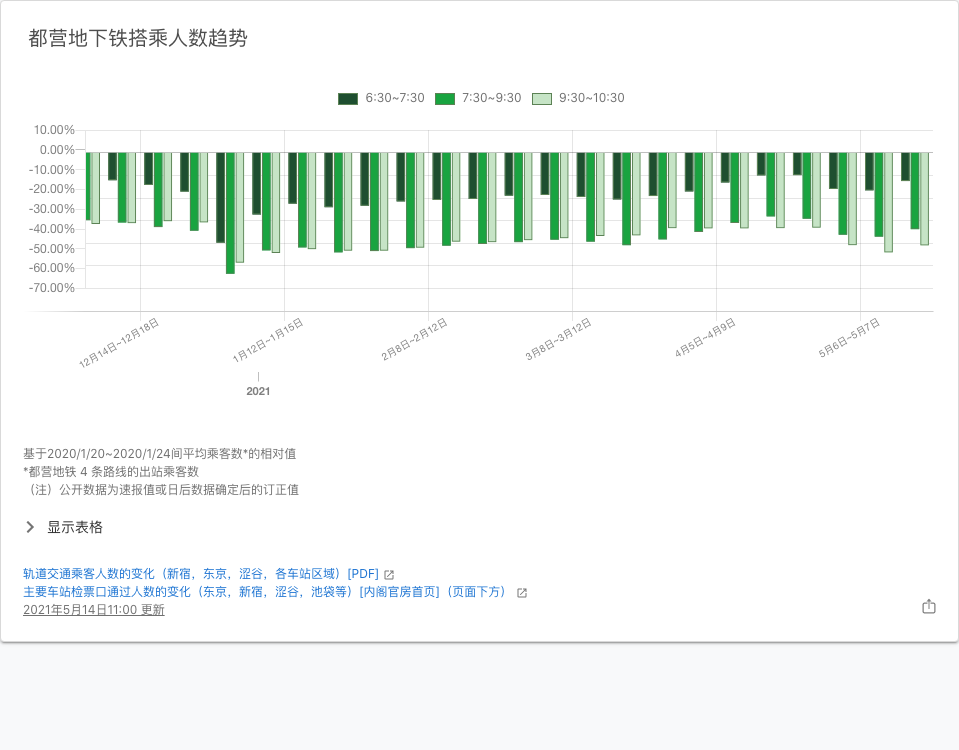 都营地下铁搭乘人数趋势
6:30~7:30
7:30~9:30
9:30~10:30
10.00%
0.00%
-10.00%
-20.00%
-30.00%
-40.00%
-50.00%
-60.00%
-70.00%
12月14日~12月18日
1月12日~1月15日
2月8日~2月12日
3月8日~3月12日
4月5日~4月9日
5月6日~5月7日
2021
基于2020/1/20~2020/1/24间平均乘客数*的相对值
*都营地铁 4 条路线的出站乘客数
（注）公开数据为速报值或日后数据确定后的订正值
显示表格
轨道交通乘客人数的变化（新宿，东京，涩谷，各车站区域）[PDF]
主要车站检票口通过人数的变化（东京，新宿，涩谷，池袋等）[内阁官房首页]（页面下方）
2021年5月14日11:00 更新